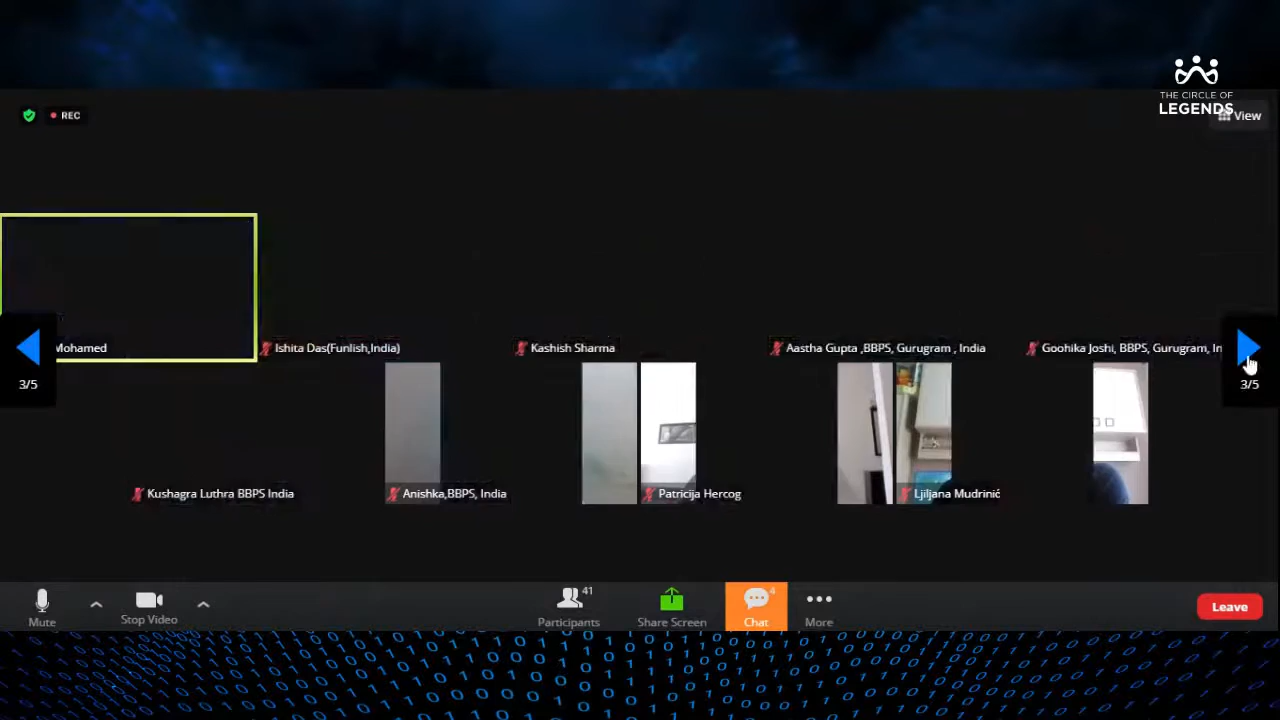 THE CIRCLE OF
LEGENDS
REC
View
Mohamed
Ishita Das(Funlish,India)
Kashish Sharma
Aastha Gupta ,BBPS, Gurugram , India
Goohika Joshi, BBPS, Gurugram, In
3/5
3/5
Kushagra Luthra BBPS India
Anishka,BBPS, India
Patricija Hercog
Ljiljana Mudrinić
Mute
Stop Video
Participants
41
Share Screen
Chat
4
More
Leave